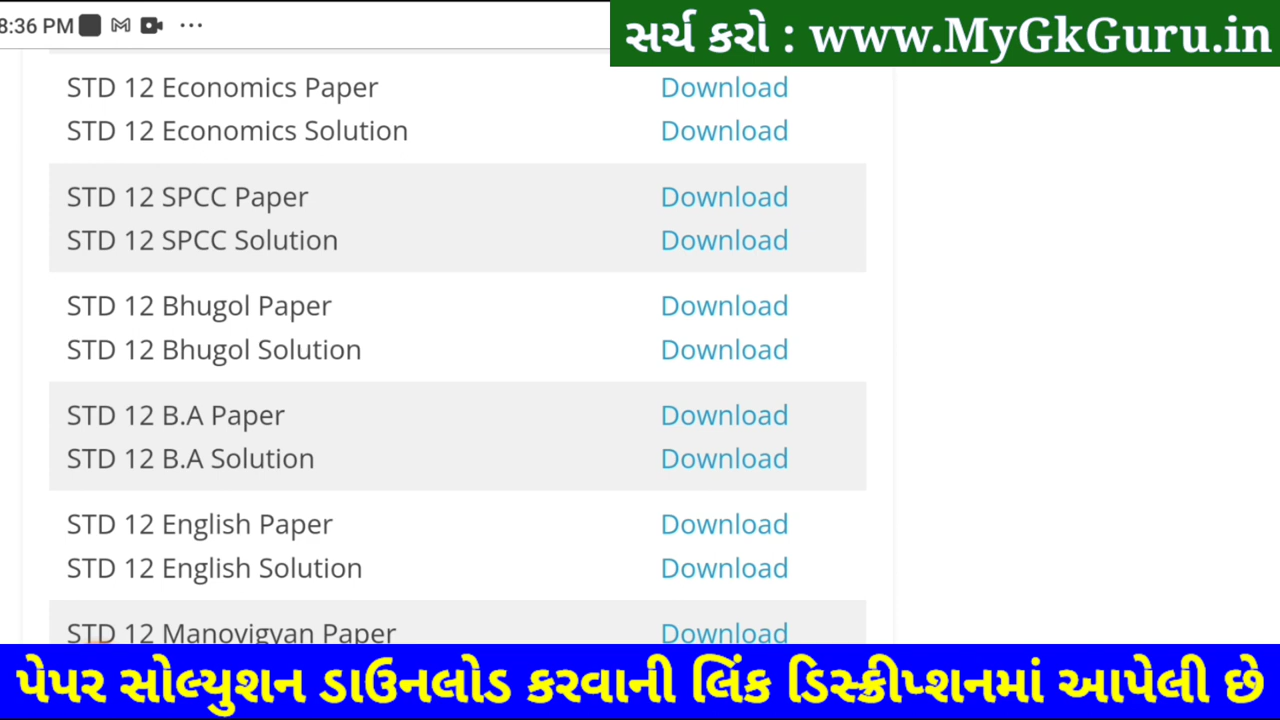 8:36 PM
સર્ચ કરો : www.MyGkGuru.in
STD 12 Economics Paper Download
STD 12 Economics Solution Download
STD 12 SPCC Paper Download
STD 12 SPCC Solution Download
STD 12 Bhugol Paper Download
STD 12 Bhugol Solution Download
STD 12 B.A Paper Download
STD 12 B.A Solution Download
STD 12 English Paper Download
STD 12 English Solution Download
STD 12 Manovigyan Paper Download
પેપર સોલ્યુશન ડાઉનલોડ કરવાની લિંક ડિસ્ક્રીપ્શનમાં આપેલી છે